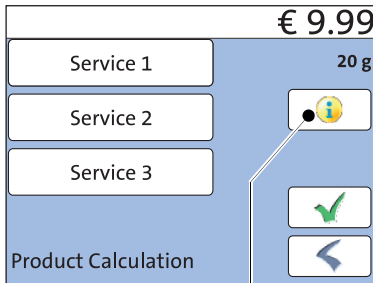 € 9.99
Service 1
20 g
Service 2
Service 3
Product Calculation